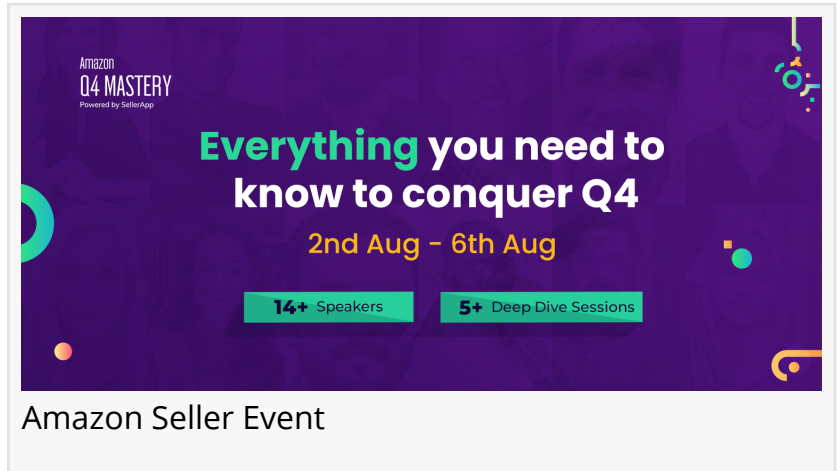 Amazon
Q4 MASTERY
Powered by SellerApp
Everything you need to
know to conquer Q4
2nd Aug - 6th Aug
14+ Speakers
5+ Deep Dive Sessions
Amazon Seller Event